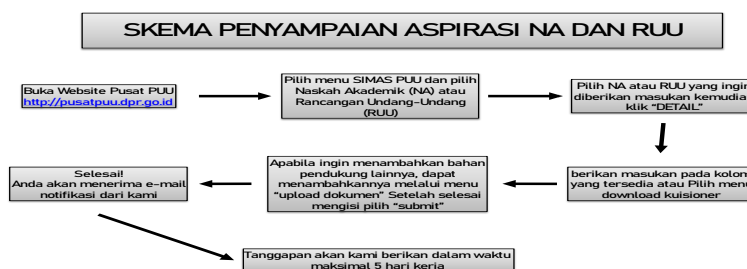 SKEMA PENYAMPAIAN ASPIRASI NA DAN RUU
Buka Website Pusat PUU
http://pusatpuu.dpr.go.id
Pilih menu SIMAS PUU dan pilih
Naskah Akademik (NA) atau
Rancangan Undang-Undang
(RUU)
Pilih NA atau RUU yang ingin
diberikan masukan kemudia
klik “DETAIL”
berikan masukan pada kolom
yang tersedia atau Pilih menu
download kuisioner
Apabila ingin menambahkan bahan
pendukung lainnya, dapat
menambahkannya melalui menu
“upload dokumen” Setelah selesai
mengisi pilih “submit”
Selesai!
Anda akan menerima e-mail
notifikasi dari kami
Tanggapan akan kami berikan dalam waktu
maksimal 5 hari kerja